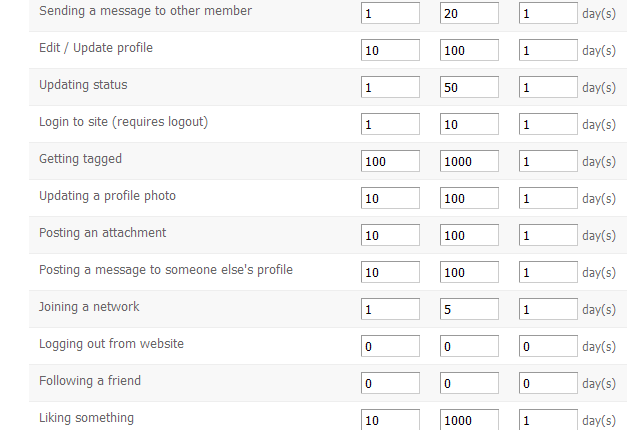 Sending a message to other member 1 20 1 day(s)
Edit / Update profile 10 100 1 day(s)
Updating status 1 50 1 day(s)
Login to site (requires logout) 1 10 1 day(s)
Getting tagged 100 1000 1 day(s)
Updating a profile photo 10 100 1 day(s)
Posting an attachment 10 100 1 day(s)
Posting a message to someone else's profile 10 100 1 day(s)
Joining a network 1 5 1 day(s)
Logging out from website 0 0 0 day(s)
Following a friend 0 0 0 day(s)
Liking something 10 1000 1 day(s)